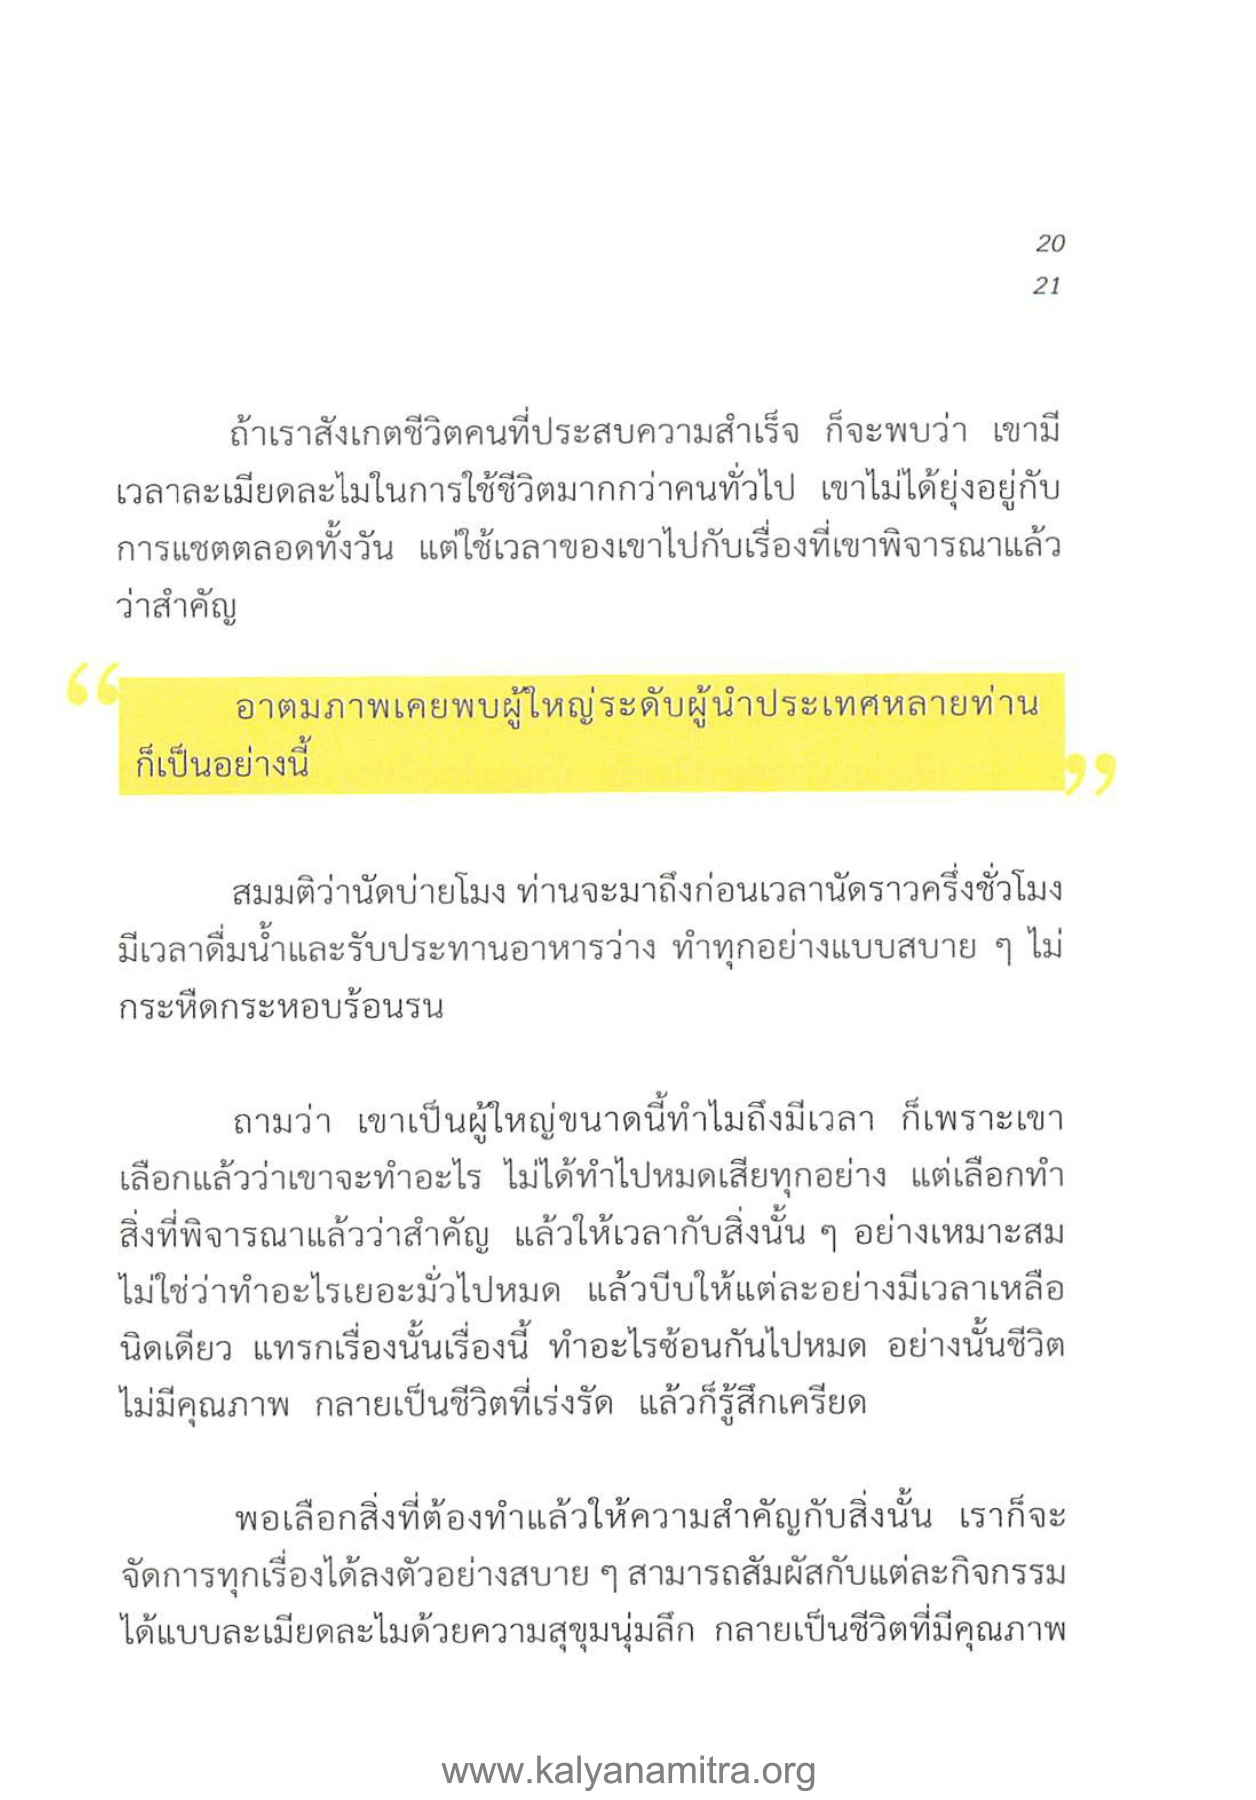 20
21
ถ้าเราสังเกตชีวิตคนที่ประสบความสำเร็จ ก็จะพบว่า เขามี
เวลาละเมียดละไมในการใช้ชีวิตมากกว่าคนทั่วไป เขาไม่ได้ยุ่งอยู่กับ
การแชตตลอดทั้งวัน แต่ใช้เวลาของเขาไปกับเรื่องที่เขาพิจารณาแล้ว
ว่าสำคัญ
“ อาตมภาพเคยพบผู้ใหญ่ระดับผู้นำประเทศหลายท่าน
ก็เป็นอย่างนี้ ”
สมมติว่านัดบ่ายโมง ท่านจะมาถึงก่อนเวลานัดราวครึ่งชั่วโมง
มีเวลาดื่มน้ำและรับประทานอาหารว่าง ทำทุกอย่างแบบสบาย ๆ ไม่
กระหืดกระหอบร้อนรน
ถามว่า เขาเป็นผู้ใหญ่ขนาดนี้ทำไมถึงมีเวลา ก็เพราะเขา
เลือกแล้วว่าเขาจะทำอะไร ไม่ได้ทำไปหมดเสียทุกอย่าง แต่เลือกทำ
สิ่งที่พิจารณาแล้วว่าสำคัญ แล้วให้เวลากับสิ่งนั้น ๆ อย่างเหมาะสม
ไม่ใช่ว่าทำอะไรเยอะมั่วไปหมด แล้วบีบให้แต่ละอย่างมีเวลาเหลือ
นิดเดียว แทรกเรื่องนั้นเรื่องนี้ ทำอะไรซ้อนกันไปหมด อย่างนั้นชีวิต
ไม่มีคุณภาพ กลายเป็นชีวิตที่เร่งรัด แล้วก็รู้สึกเครียด
พอเลือกสิ่งที่ต้องทำแล้วให้ความสำคัญกับสิ่งนั้น เราก็จะ
จัดการทุกเรื่องได้ลงตัวอย่างสบาย ๆ สามารถสัมผัสกับแต่ละกิจกรรม
ได้แบบละเมียดละไมด้วยความสุขุมนุ่มลึก กลายเป็นชีวิตที่มีคุณภาพ
www.kalyanamitra.org